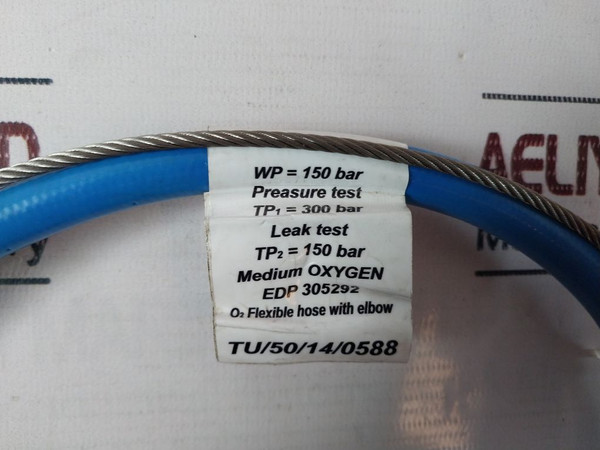 WP = 150 bar
Preasure test
TP₁ = 300 bar
Leak test
TP₂ = 150 bar
Medium OXYGEN
EDP 305292
O₂ Flexible hose with elbow
TU/50/14/0588